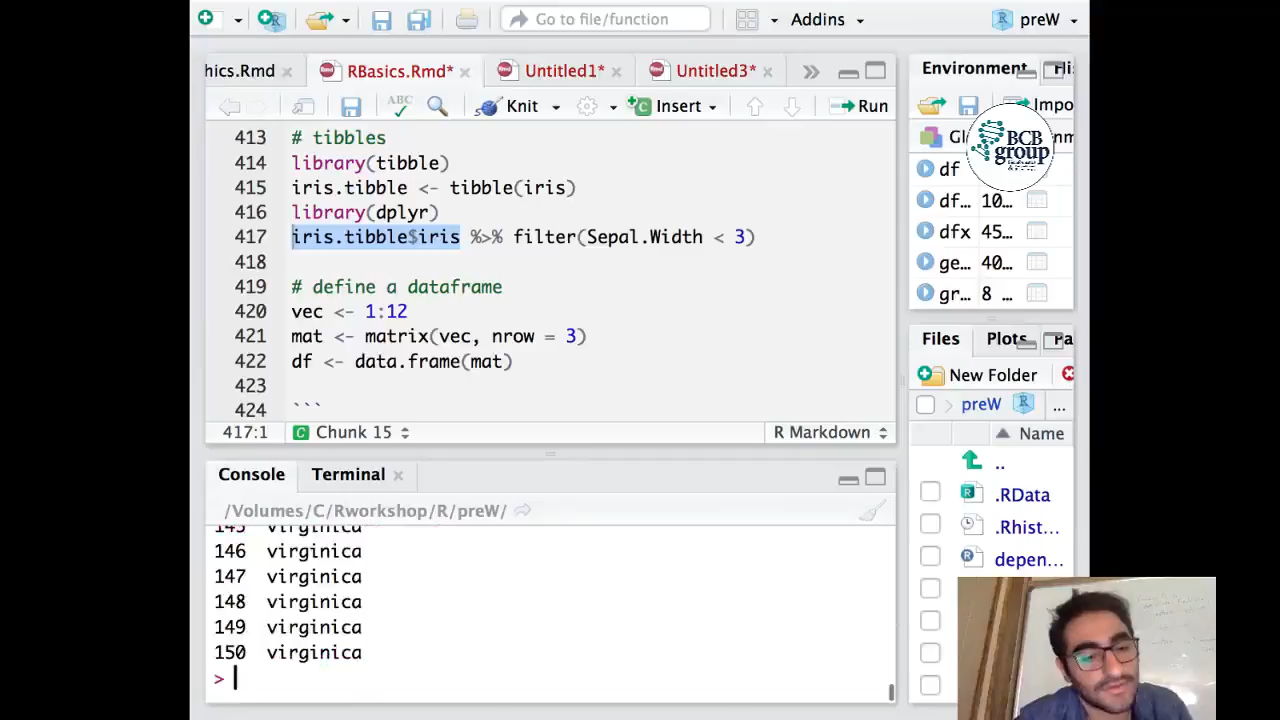 Go to file/function
Addins
preW
hics.Rmd
RBasics.Rmd*
Untitled1*
Untitled3*
ABC
Knit
Insert
Run
413 # tibbles
414 library(tibble)
415 iris.tibble <- tibble(iris)
416 library(dplyr)
417 iris.tibble$iris %>% filter(Sepal.Width < 3)
418
419 # define a dataframe
420 vec <- 1:12
421 mat <- matrix(vec, nrow = 3)
422 df <- data.frame(mat)
423
424 ```
417:1 Chunk 15 R Markdown
Console Terminal
/Volumes/C/Rworkshop/R/preW/
145 virginica
146 virginica
147 virginica
148 virginica
149 virginica
150 virginica
>
Environment
Impo
BCB
group
df
df... 10...
dfx 45...
ge... 40...
gr... 8 ...
Files Plots
New Folder
preW ...
Name
..
.RData
.Rhist...
depen...